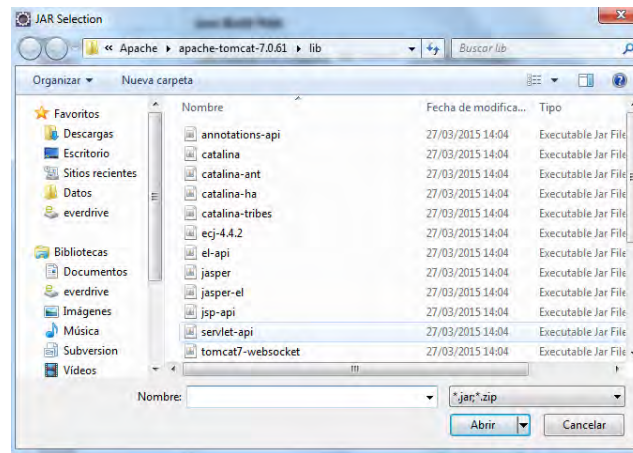 JAR Selection
« Apache ▸ apache-tomcat-7.0.61 ▸ lib
Buscar lib
Organizar ▾ Nueva carpeta
Favoritos
Descargas
Escritorio
Sitios recientes
Datos
everdrive
Bibliotecas
Documentos
everdrive
Imágenes
Música
Subversion
Vídeos
Nombre Fecha de modifica... Tipo
annotations-api 27/03/2015 14:04 Executable Jar File
catalina 27/03/2015 14:04 Executable Jar File
catalina-ant 27/03/2015 14:04 Executable Jar File
catalina-ha 27/03/2015 14:04 Executable Jar File
catalina-tribes 27/03/2015 14:04 Executable Jar File
ecj-4.4.2 27/03/2015 14:04 Executable Jar File
el-api 27/03/2015 14:04 Executable Jar File
jasper 27/03/2015 14:04 Executable Jar File
jasper-el 27/03/2015 14:04 Executable Jar File
jsp-api 27/03/2015 14:04 Executable Jar File
servlet-api 27/03/2015 14:04 Executable Jar File
tomcat7-websocket 27/03/2015 14:04 Executable Jar File
Nombre:
*.jar;*.zip
Abrir
Cancelar